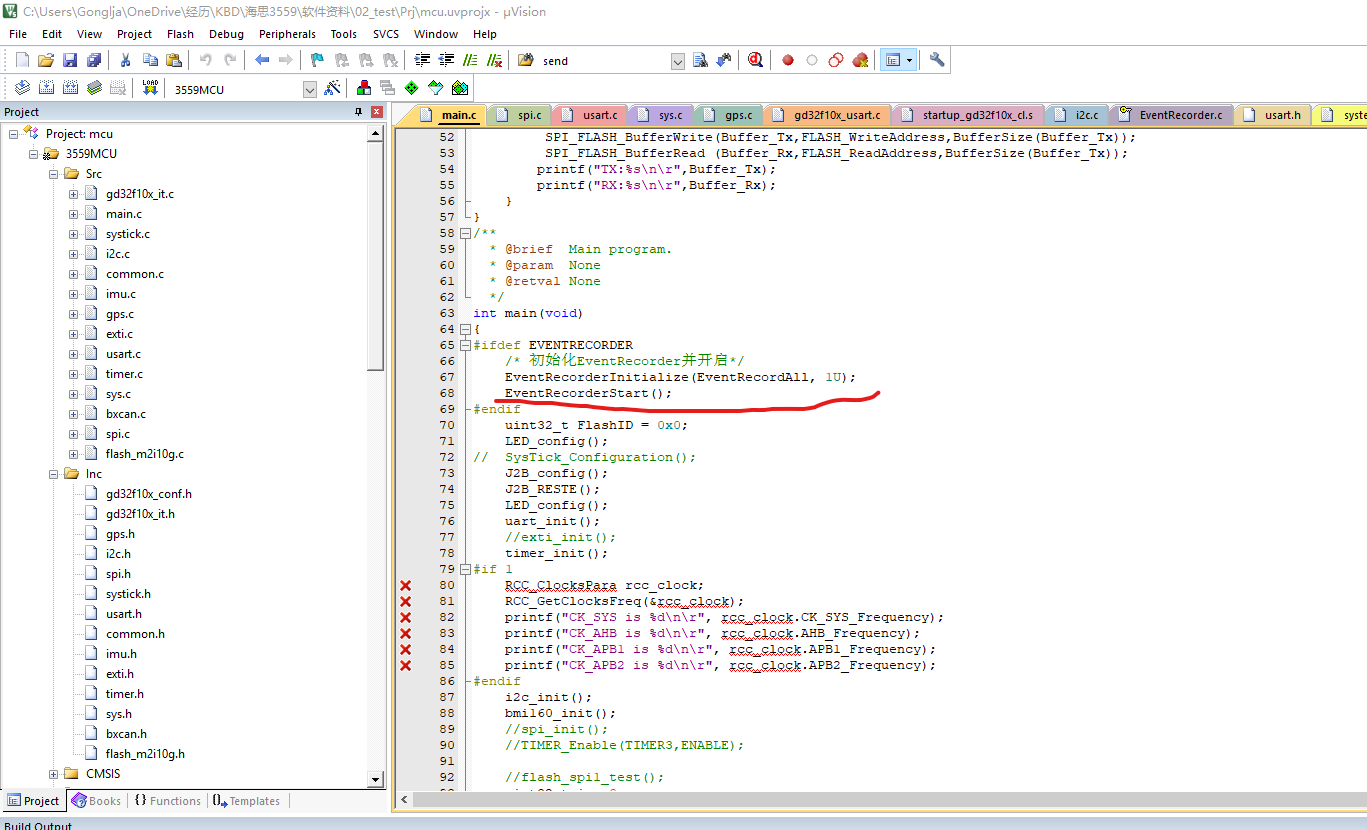 C:\Users\Gonglja\OneDrive\经历\KBD\海思3559\软件资料\02_test\Prj\mcu.uvprojx - µVision
File Edit View Project Flash Debug Peripherals Tools SVCS Window Help
send
LOAD 3559MCU
Project
Project: mcu
3559MCU
Src
gd32f10x_it.c
main.c
systick.c
i2c.c
common.c
imu.c
gps.c
exti.c
usart.c
timer.c
sys.c
bxcan.c
spi.c
flash_m2i10g.c
Inc
gd32f10x_conf.h
gd32f10x_it.h
gps.h
i2c.h
spi.h
systick.h
usart.h
common.h
imu.h
exti.h
timer.h
sys.h
bxcan.h
flash_m2i10g.h
CMSIS
Project Books {} Functions Templates
Build Output
main.c spi.c usart.c sys.c gps.c gd32f10x_usart.c startup_gd32f10x_cl.s i2c.c EventRecorder.c usart.h syste
52 SPI_FLASH_BufferWrite(Buffer_Tx,FLASH_WriteAddress,BufferSize(Buffer_Tx));
53 SPI_FLASH_BufferRead (Buffer_Rx,FLASH_ReadAddress,BufferSize(Buffer_Tx));
54 printf("TX:%s\n\r",Buffer_Tx);
55 printf("RX:%s\n\r",Buffer_Rx);
56 }
57 }
58 /**
59 * @brief Main program.
60 * @param None
61 * @retval None
62 */
63 int main(void)
64 {
65 #ifdef EVENTRECORDER
66 /* 初始化EventRecorder并开启*/
67 EventRecorderInitialize(EventRecordAll, 1U);
68 EventRecorderStart();
69 #endif
70 uint32_t FlashID = 0x0;
71 LED_config();
72 // SysTick_Configuration();
73 J2B_config();
74 J2B_RESTE();
75 LED_config();
76 uart_init();
77 //exti_init();
78 timer_init();
79 #if 1
80 RCC_ClocksPara rcc_clock;
81 RCC_GetClocksFreq(&rcc_clock);
82 printf("CK_SYS is %d\n\r", rcc_clock.CK_SYS_Frequency);
83 printf("CK_AHB is %d\n\r", rcc_clock.AHB_Frequency);
84 printf("CK_APB1 is %d\n\r", rcc_clock.APB1_Frequency);
85 printf("CK_APB2 is %d\n\r", rcc_clock.APB2_Frequency);
86 #endif
87 i2c_init();
88 bmi160_init();
89 //spi_init();
90 //TIMER_Enable(TIMER3,ENABLE);
91
92 //flash_spi1_test();